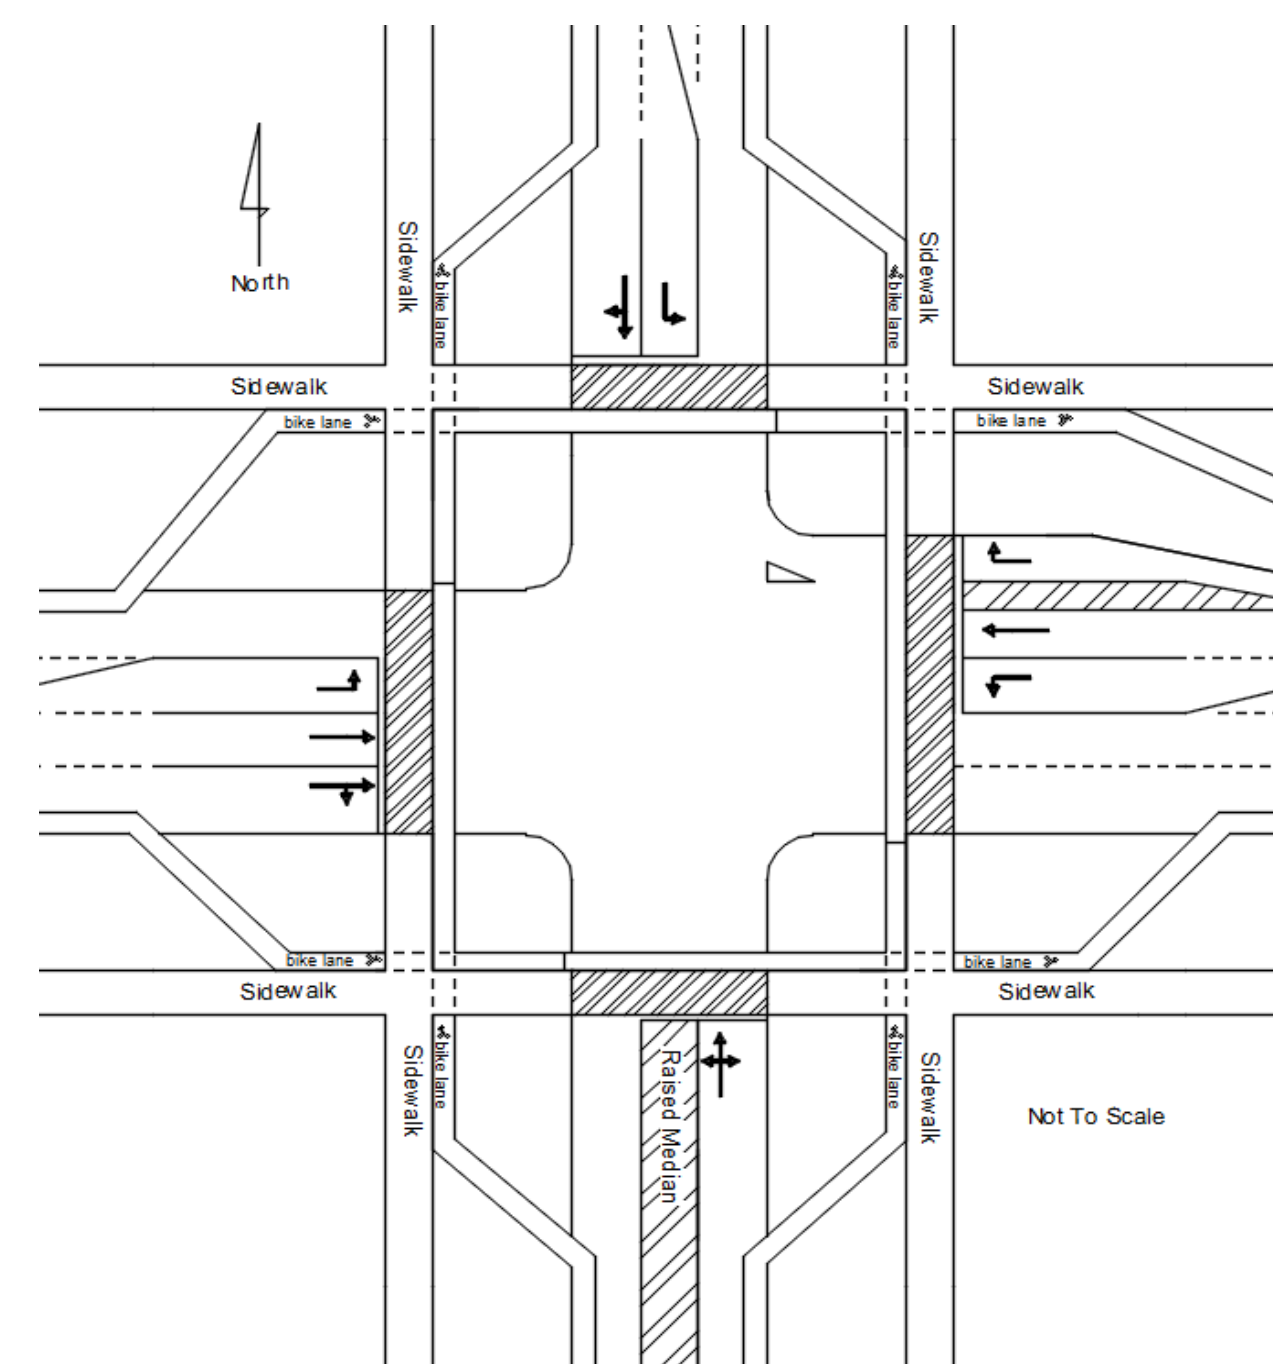 Sidewalk
Sidewalk
North
bike lane
bike lane
Sidewalk
Sidewalk
bike lane
bike lane
bike lane
bike lane
Sidewalk
Sidewalk
Sidewalk
bike lane
Raised Median
bike lane
Sidewalk
Not To Scale